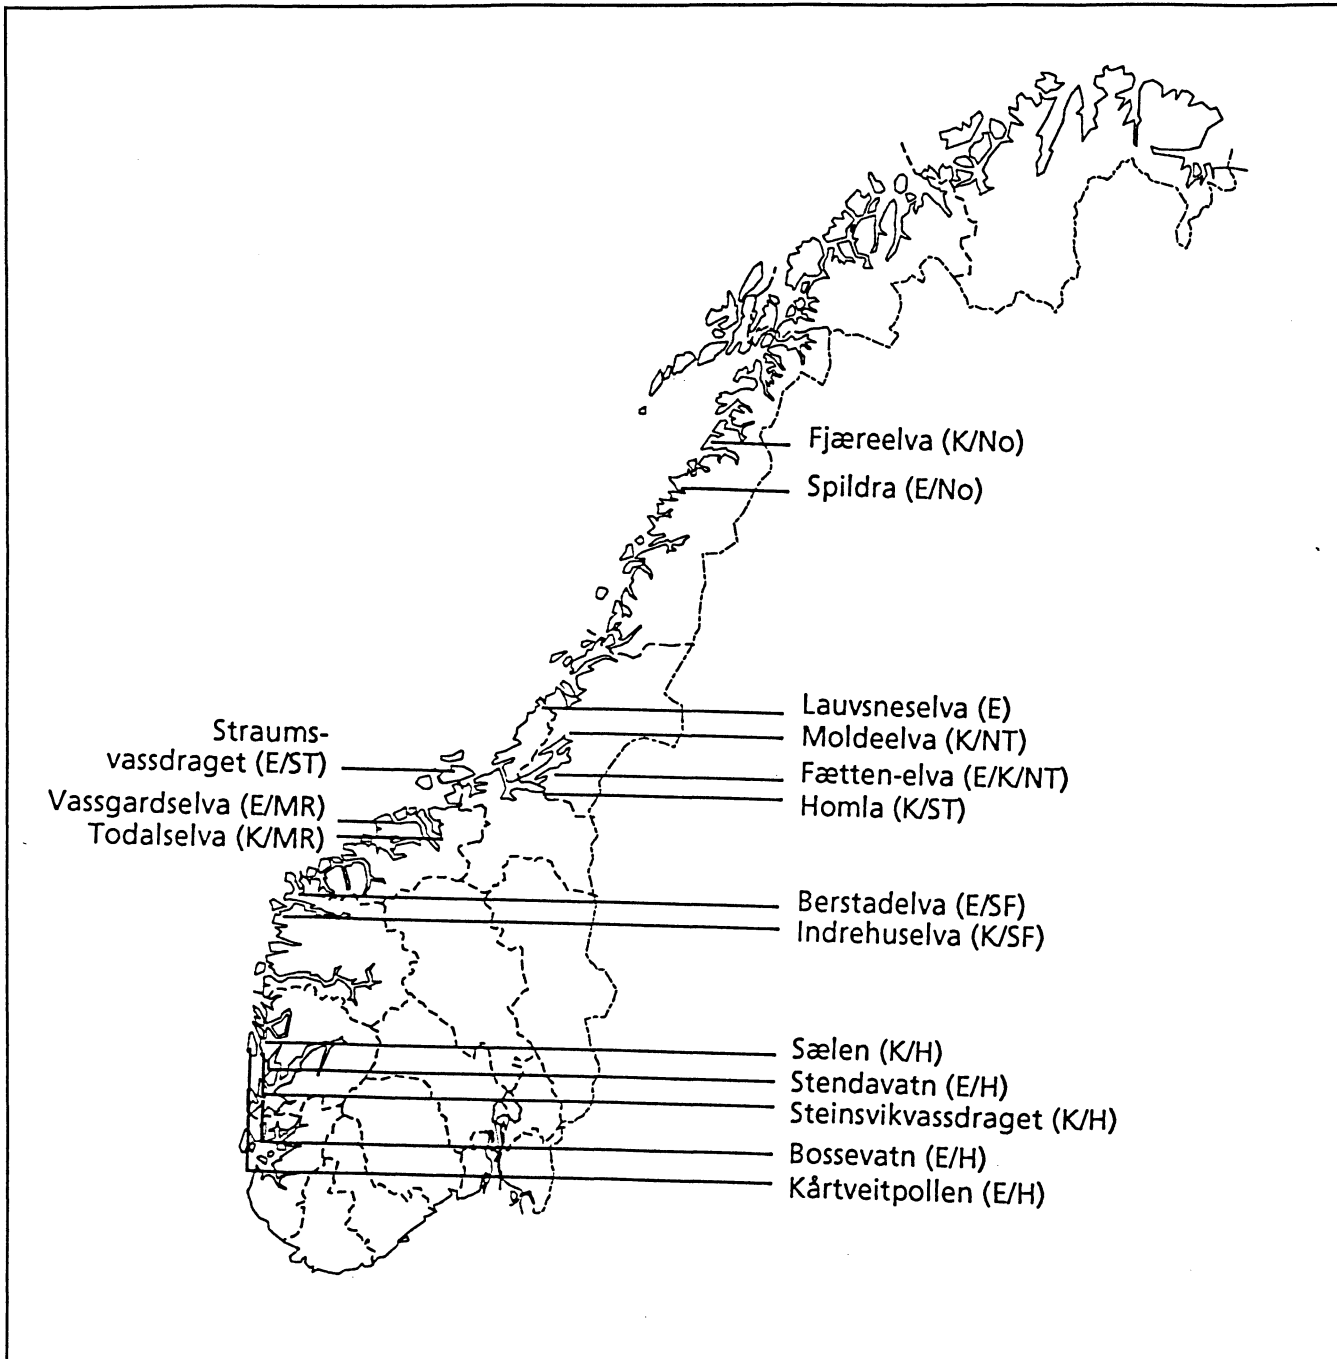 Fjæreelva (K/No)
Spildra (E/No)
Lauvsneselva (E)
Moldeelva (K/NT)
Fætten-elva (E/K/NT)
Homla (K/ST)
Straums-
vassdraget (E/ST)
Vassgardselva (E/MR)
Todalselva (K/MR)
Berstadelva (E/SF)
Indrehuselva (K/SF)
Sælen (K/H)
Stendavatn (E/H)
Steinsvikvassdraget (K/H)
Bossevatn (E/H)
Kårtveitpollen (E/H)